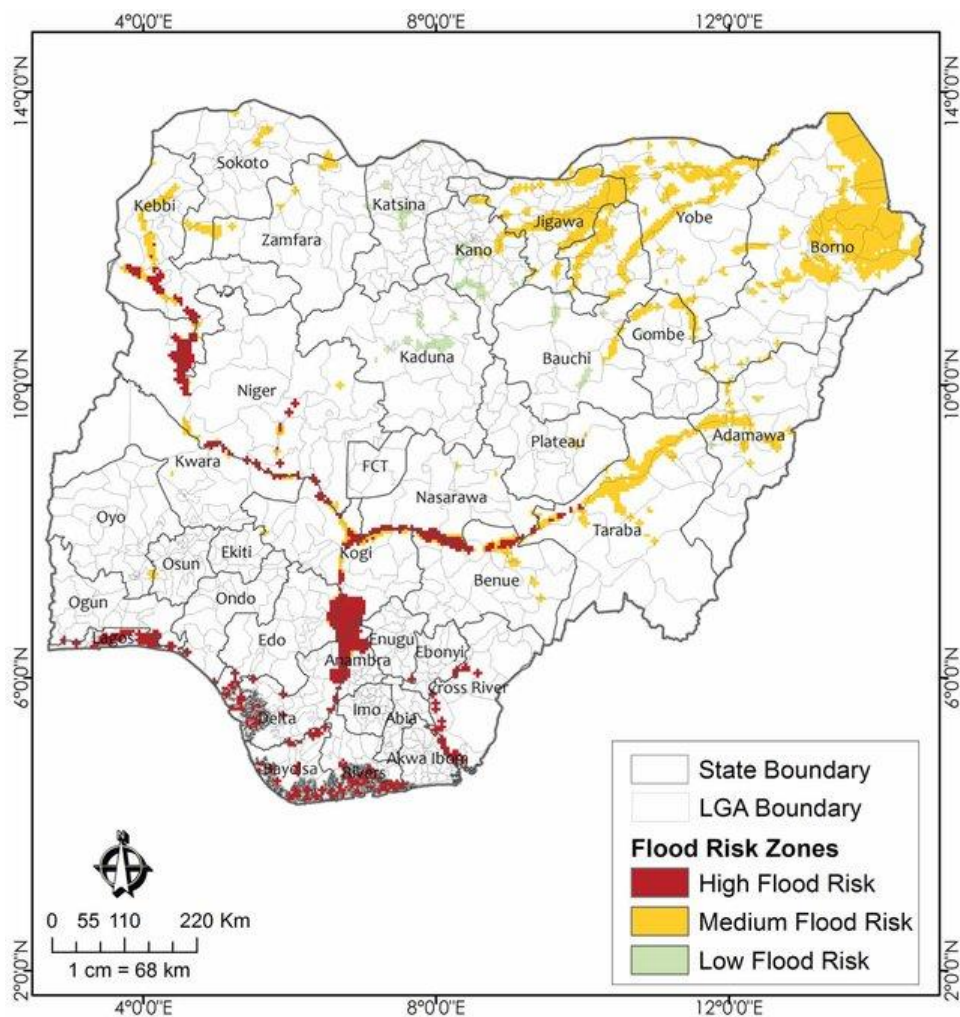 4°0'0"E 8°0'0"E 12°0'0"E
14°0'0"N 14°0'0"N
Sokoto
Kebbi
Katsina
Zamfara
Kano
Jigawa
Yobe
Borno
Gombe
Kaduna
Bauchi
10°0'0"N 10°0'0"N
Niger
Plateau
Adamawa
Kwara
FCT
Nasarawa
Oyo
Taraba
Kogi
Ekiti
Osun
Benue
Ogun
Ondo
Lagos
Edo
Enugu
Ebonyi
Anambra
6°0'0"N 6°0'0"N
Cross River
Imo
Delta
Abia
Akwa Ibom
Bayelsa
Rivers
State Boundary
LGA Boundary
Flood Risk Zones
High Flood Risk
Medium Flood Risk
Low Flood Risk
0 55 110 220 Km
1 cm = 68 km
2°0'0"N 2°0'0"N
4°0'0"E 8°0'0"E 12°0'0"E